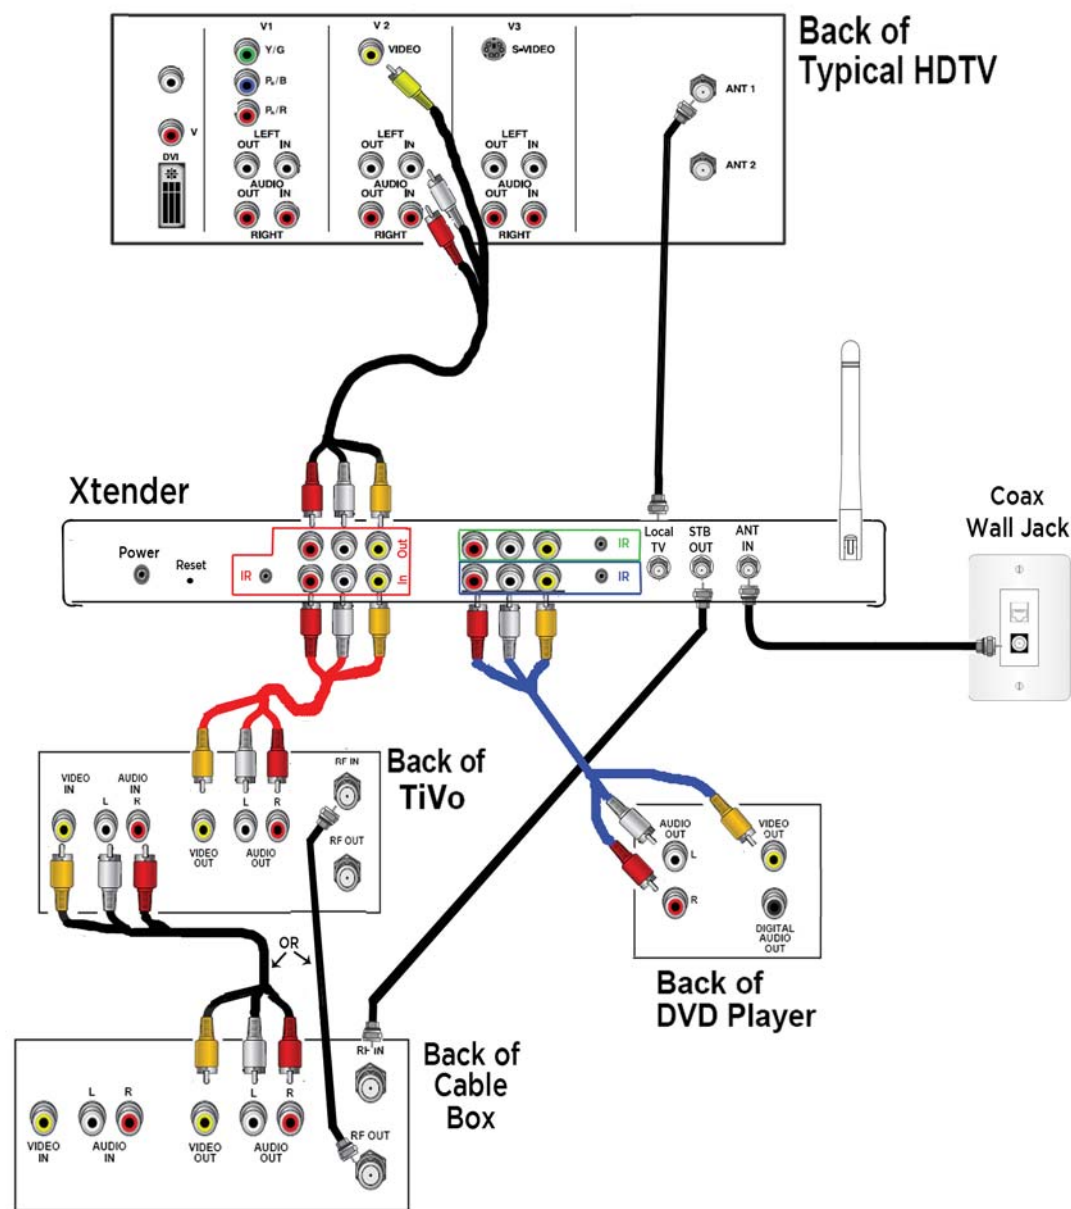 Back of
Typical HDTV
V1
V 2
V3
Y/G
VIDEO
S-VIDEO
PB/B
ANT 1
PR/R
V
LEFT
OUT IN
LEFT
OUT IN
LEFT
OUT IN
DVI
ANT 2
AUDIO
OUT IN
AUDIO
OUT IN
AUDIO
OUT IN
RIGHT
RIGHT
RIGHT
Xtender
Coax
Wall Jack
Power
Reset
IR
Out
In
IR
IR
Local
TV
STB
OUT
ANT
IN
Back of
TiVo
VIDEO
IN
AUDIO
IN
L R
L R
RF IN
VIDEO
OUT
AUDIO
OUT
RF OUT
AUDIO
OUT
L
R
VIDEO
OUT
DIGITAL
AUDIO
OUT
Back of
DVD Player
OR
Back of
Cable
Box
RF IN
L R
L R
VIDEO
IN
AUDIO
IN
VIDEO
OUT
AUDIO
OUT
RF OUT